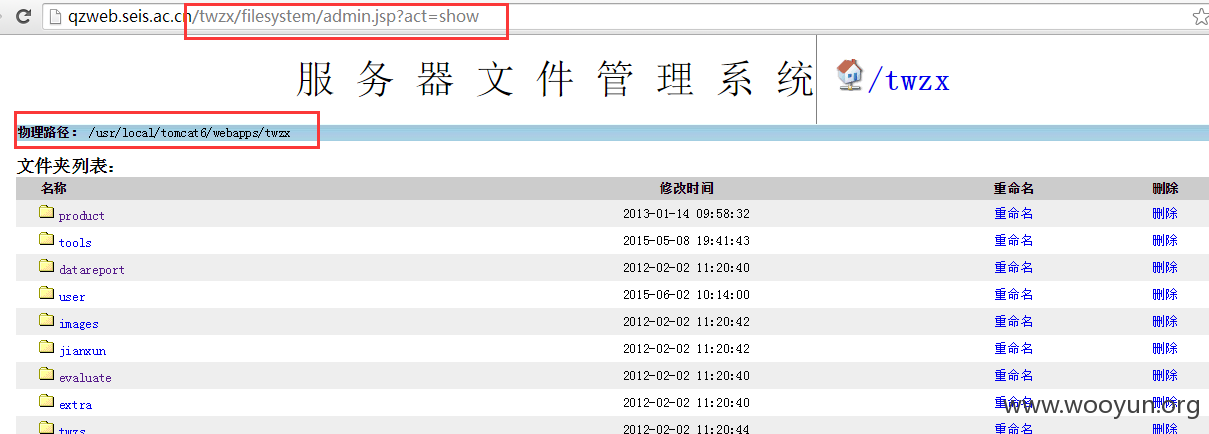 qzweb.seis.ac.cn/twzx/filesystem/admin.jsp?act=show
服务器文件管理系统 /twzx
物理路径： /usr/local/tomcat6/webapps/twzx
文件夹列表：
名称 修改时间 重命名 删除
product 2013-01-14 09:58:32 重命名 删除
tools 2015-05-08 19:41:43 重命名 删除
datareport 2012-02-02 11:20:40 重命名 删除
user 2015-06-02 10:14:00 重命名 删除
images 2012-02-02 11:20:42 重命名 删除
jianxun 2012-02-02 11:20:42 重命名 删除
evaluate 2012-02-02 11:20:40 重命名 删除
extra 2012-02-02 11:20:40 重命名 删除
www.wooyun.org
twzs 2012-02-02 11:20:44 重命名 删除